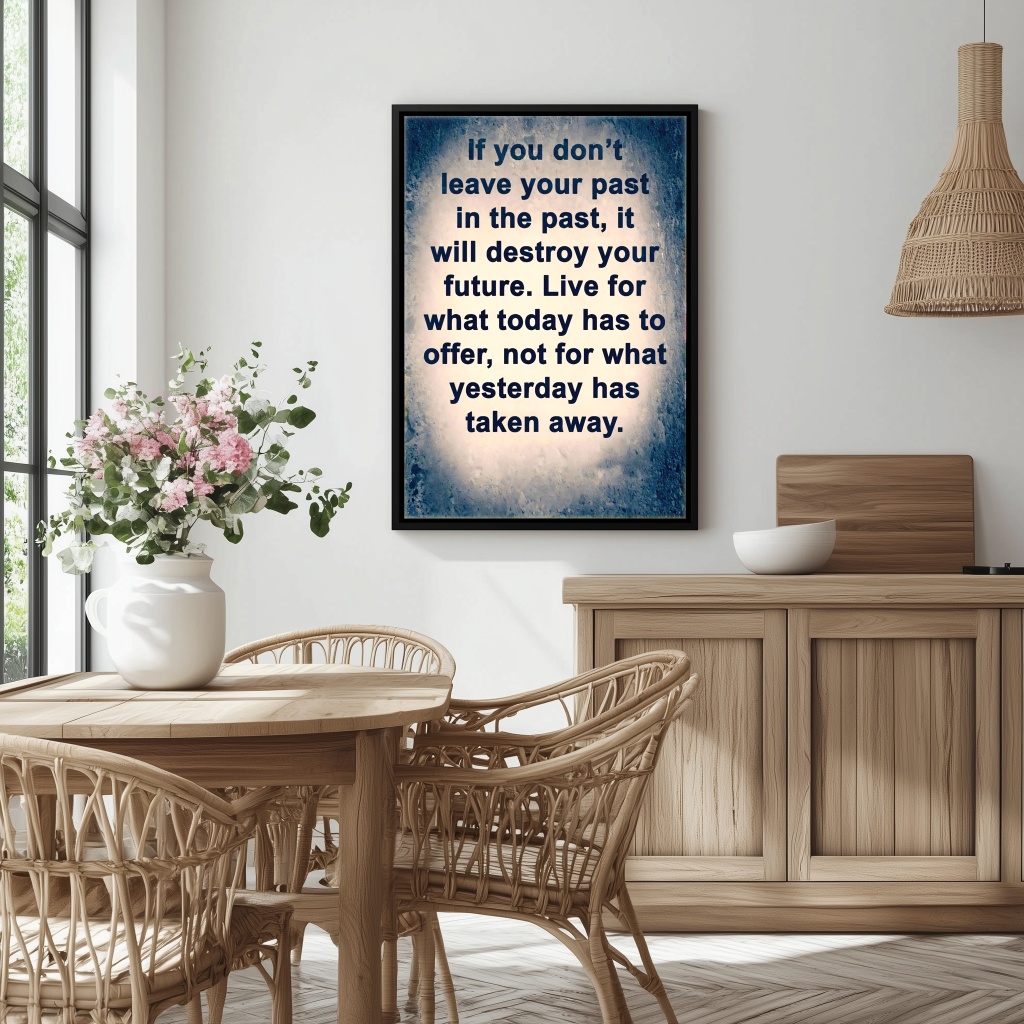 If you don’t
leave your past
in the past, it
will destroy your
future. Live for
what today has to
offer, not for what
yesterday has
taken away.